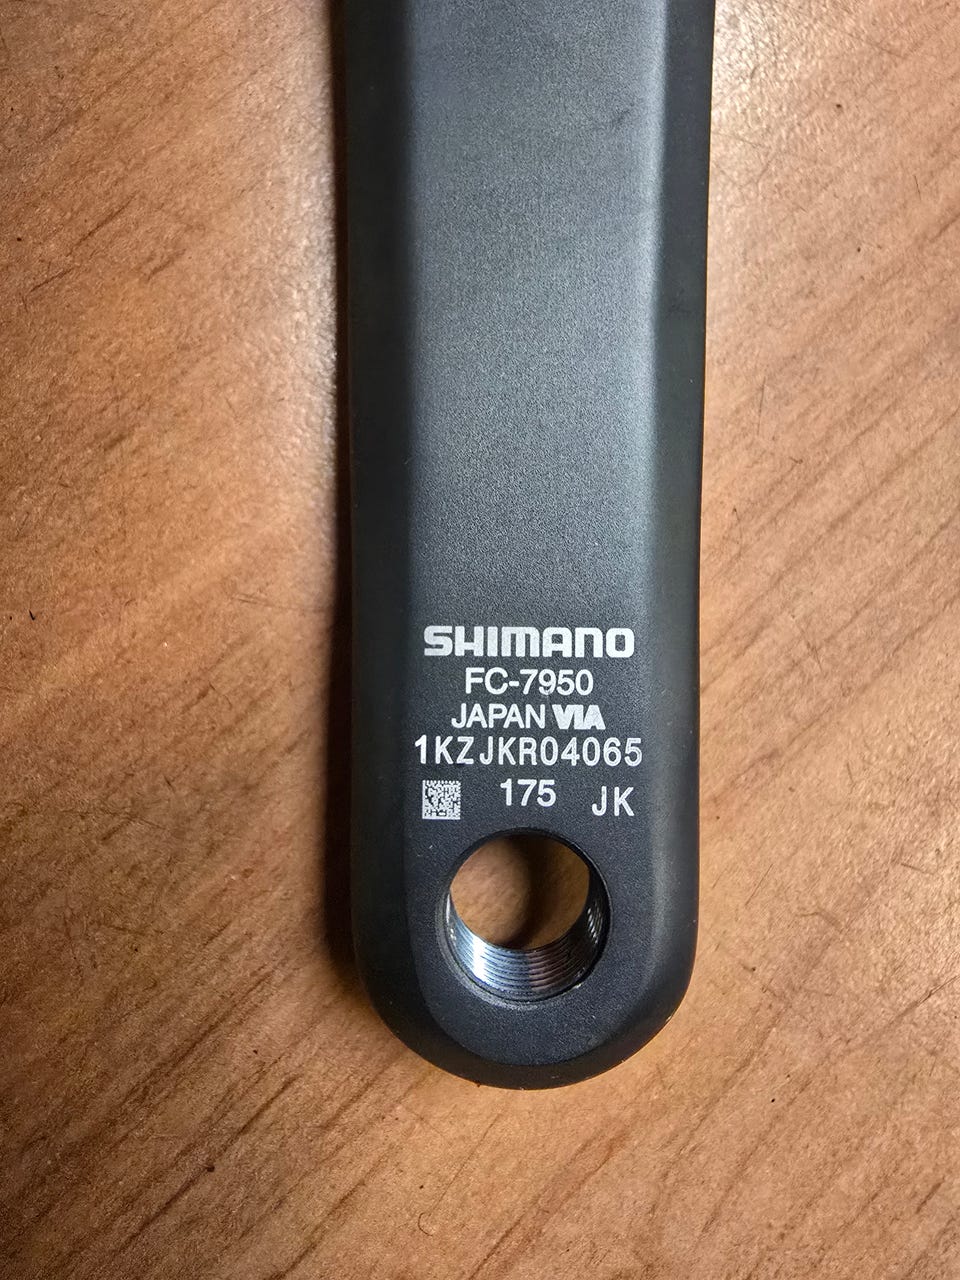 SHIMANO
FC-7950
JAPAN VIA
1KZJKR04065
175 JK